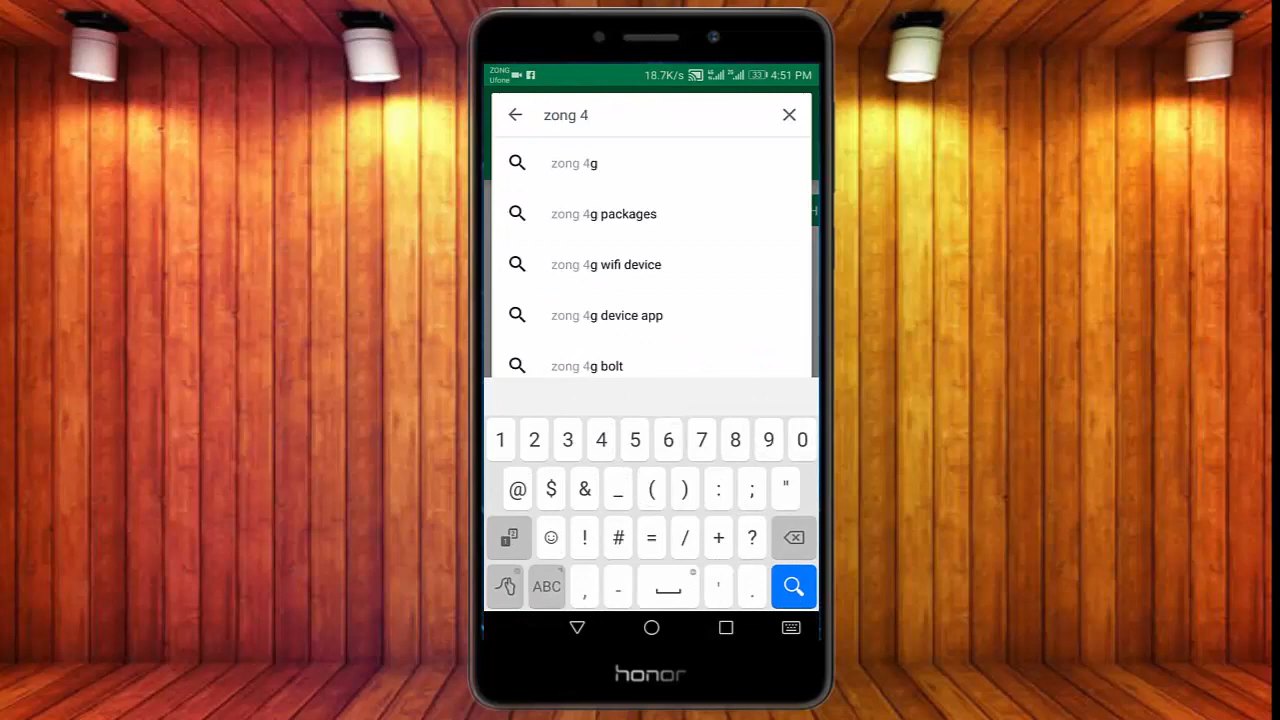 ZONG
Ufone
18.7K/s 33 4:51 PM
zong 4
zong 4g
zong 4g packages
zong 4g wifi device
zong 4g device app
zong 4g bolt
1 2 3 4 5 6 7 8 9 0
@ $ & _ ( ) : ; "
! # = / + ?
ABC , - ' .
honor